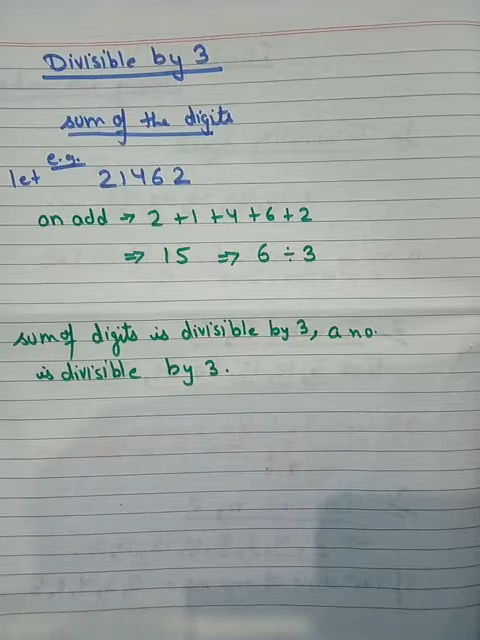 Divisible by 3
sum of the digits
e.g.
let 21462
on add → 2 +1 +4+6+2
⇒ 15 ⇒ 6 ÷ 3
sum of digits is divisible by 3, a no.
is divisible by 3.